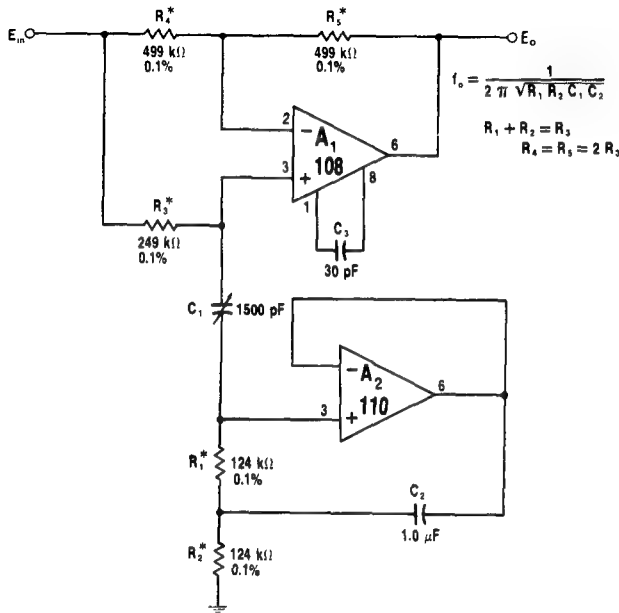 R₄*
R₅*
E_in
E_o
499 kΩ
0.1%
499 kΩ
0.1%
f_o = 1 / 2 π √R₁ R₂ C₁ C₂
R₁ + R₂ = R₃
R₄ = R₅ = 2 R₃
2
− A₁
108
6
3
+
8
1
R₃*
249 kΩ
0.1%
C₃
30 pF
C₁
1500 pF
− A₂
110
6
3
+
R₁*
124 kΩ
0.1%
C₂
1.0 μF
R₂*
124 kΩ
0.1%